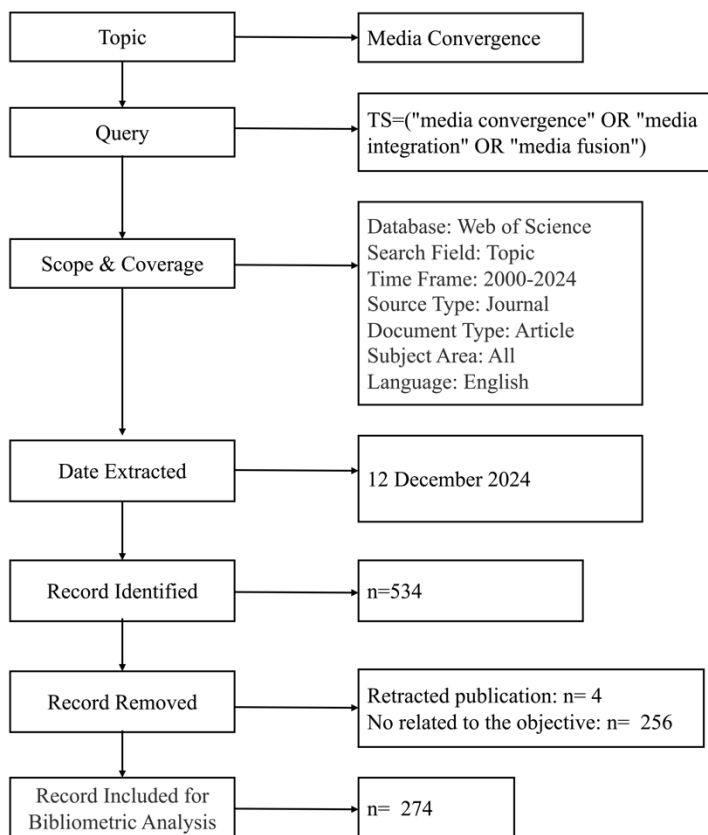 Topic
Media Convergence
Query
TS=("media convergence" OR "media
integration" OR "media fusion")
Scope & Coverage
Database: Web of Science
Search Field: Topic
Time Frame: 2000-2024
Source Type: Journal
Document Type: Article
Subject Area: All
Language: English
Date Extracted
12 December 2024
Record Identified
n=534
Record Removed
Retracted publication: n= 4
No related to the objective: n= 256
Record Included for
Bibliometric Analysis
n= 274